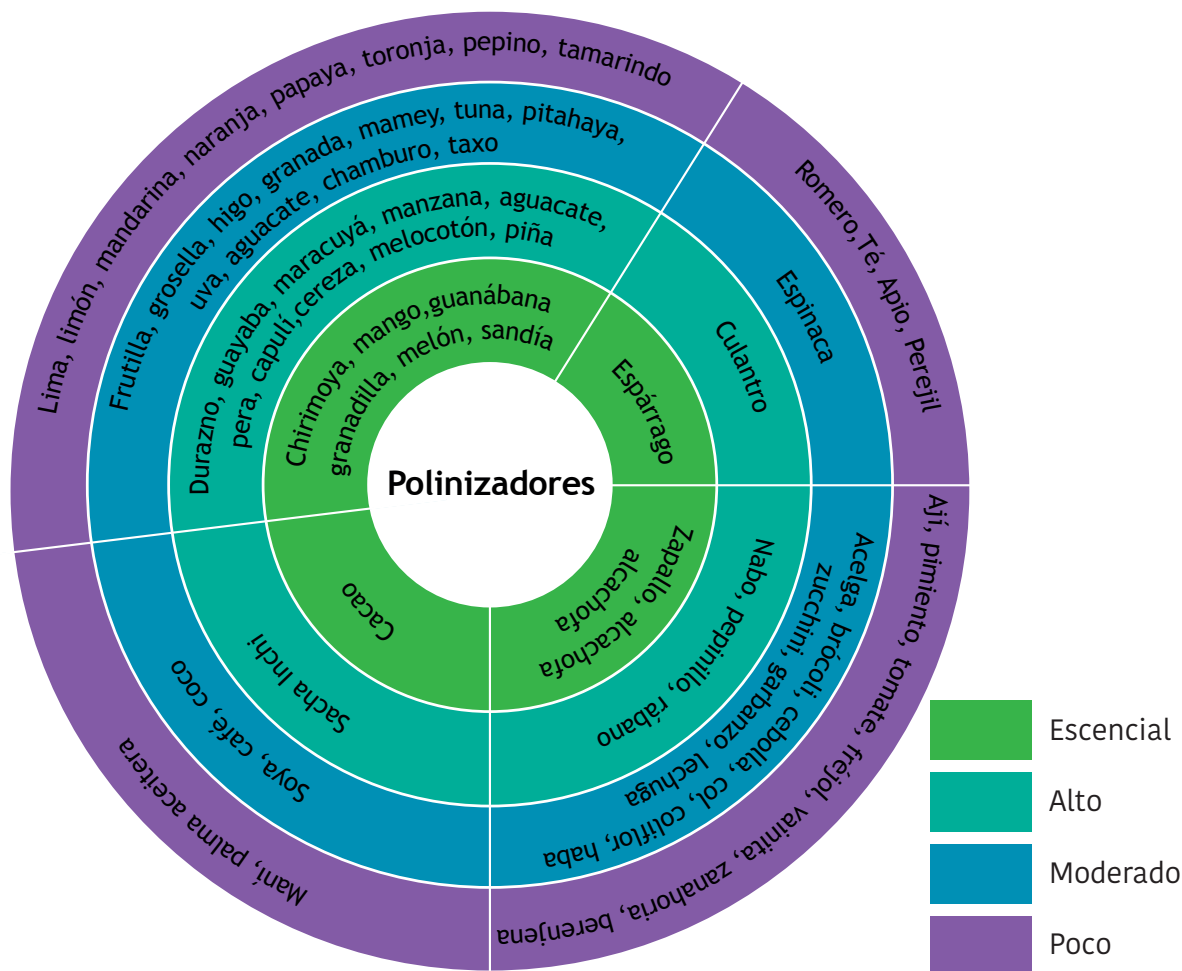 Lima, limón, mandarina, naranja, papaya, toronja, pepino, tamarindo
Frutilla, grosella, higo, granada, mamey, tuna, pitahaya,
uva, aguacate, chamburo, taxo
Durazno, guayaba, maracuyá, manzana, aguacate,
pera, capulí,cereza, melocotón, piña
Chirimoya, mango,guanábana
granadilla, melón, sandía
Romero,Té, Apio, Perejil
Espinaca
Culantro
Espárrago
Polinizadores
Zapallo, alcachofa
alcachofa
Nabo, pepinillo, rábano
Acelga, brócoli, cebolla, col, coliflor, haba
zucchini, garbanzo, lechuga
Ají, pimiento, tomate, fréjol, vainita, zanahoria, berenjena
Cacao
Sacha Inchi
Soya, café, coco
Maní, palma aceitera
Escencial
Alto
Moderado
Poco